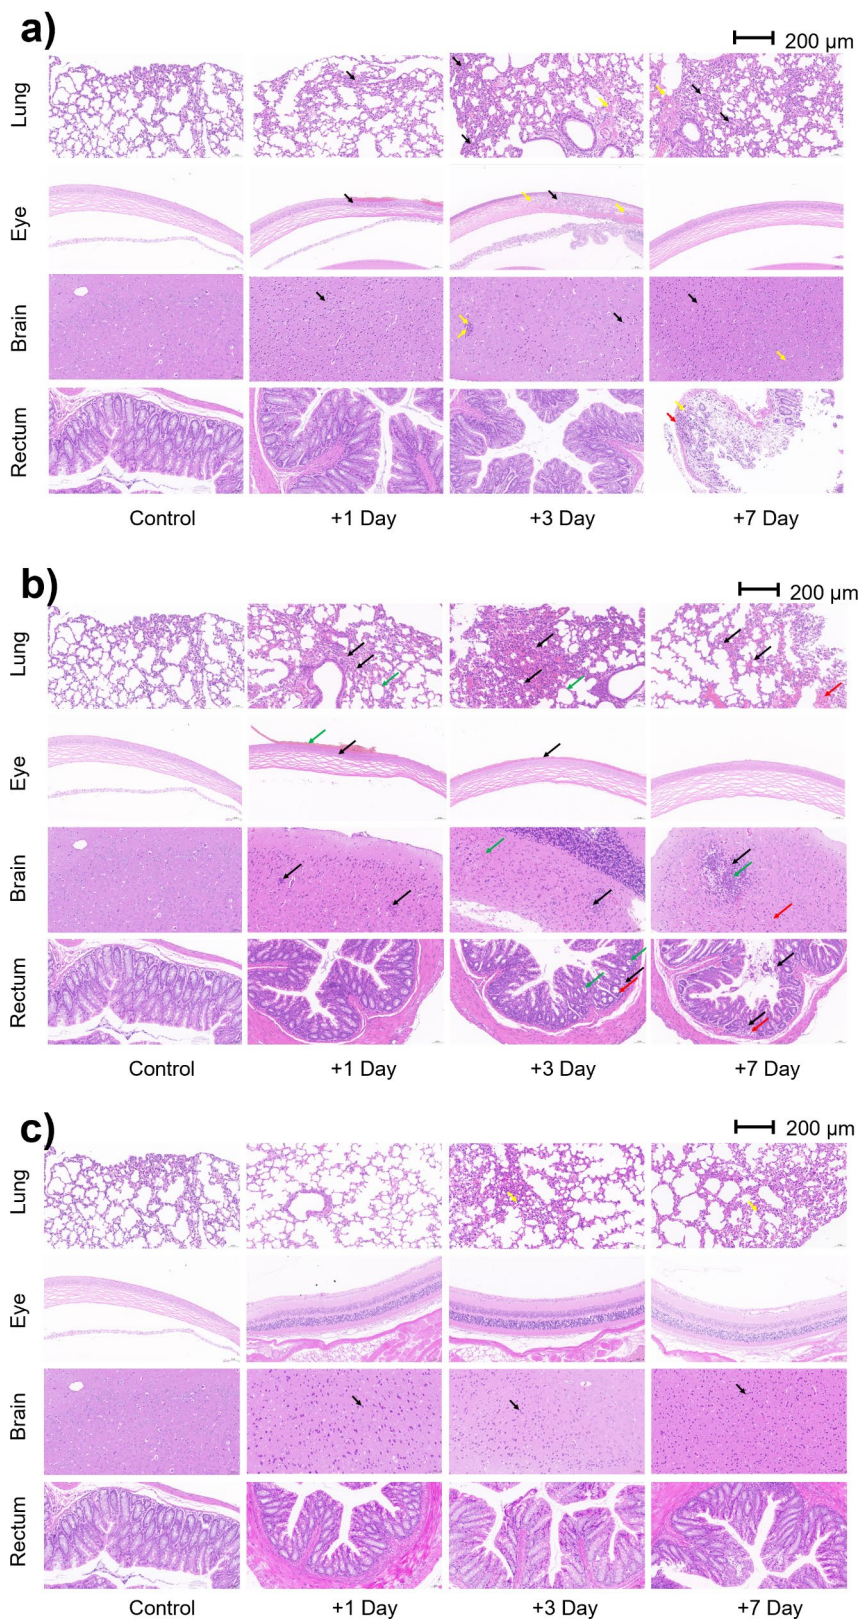 a)
200 µm
Lung
Eye
Brain
Rectum
Control +1 Day +3 Day +7 Day
b)
200 µm
Lung
Eye
Brain
Rectum
Control +1 Day +3 Day +7 Day
c)
200 µm
Lung
Eye
Brain
Rectum
Control +1 Day +3 Day +7 Day